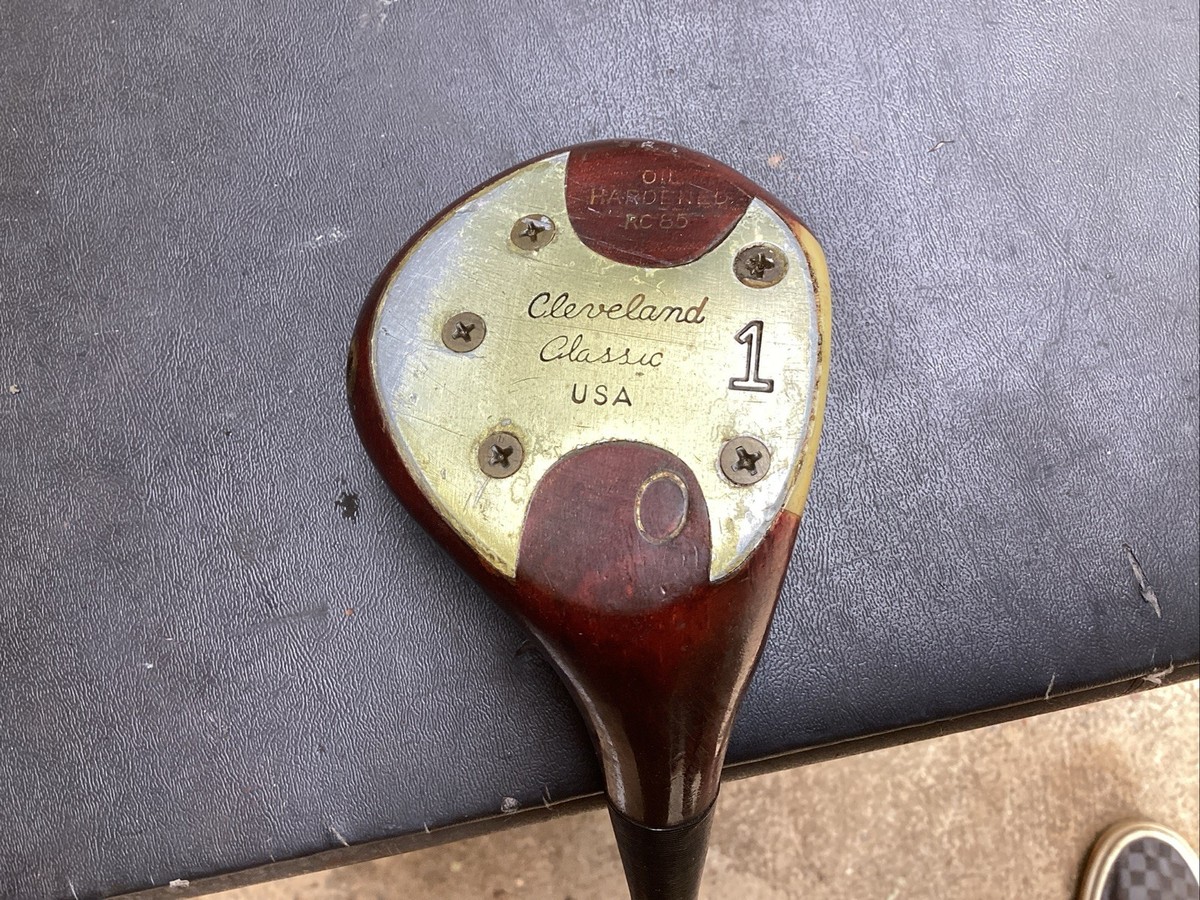 OIL
HARDENED
RC85
Cleveland
Classic
USA
1